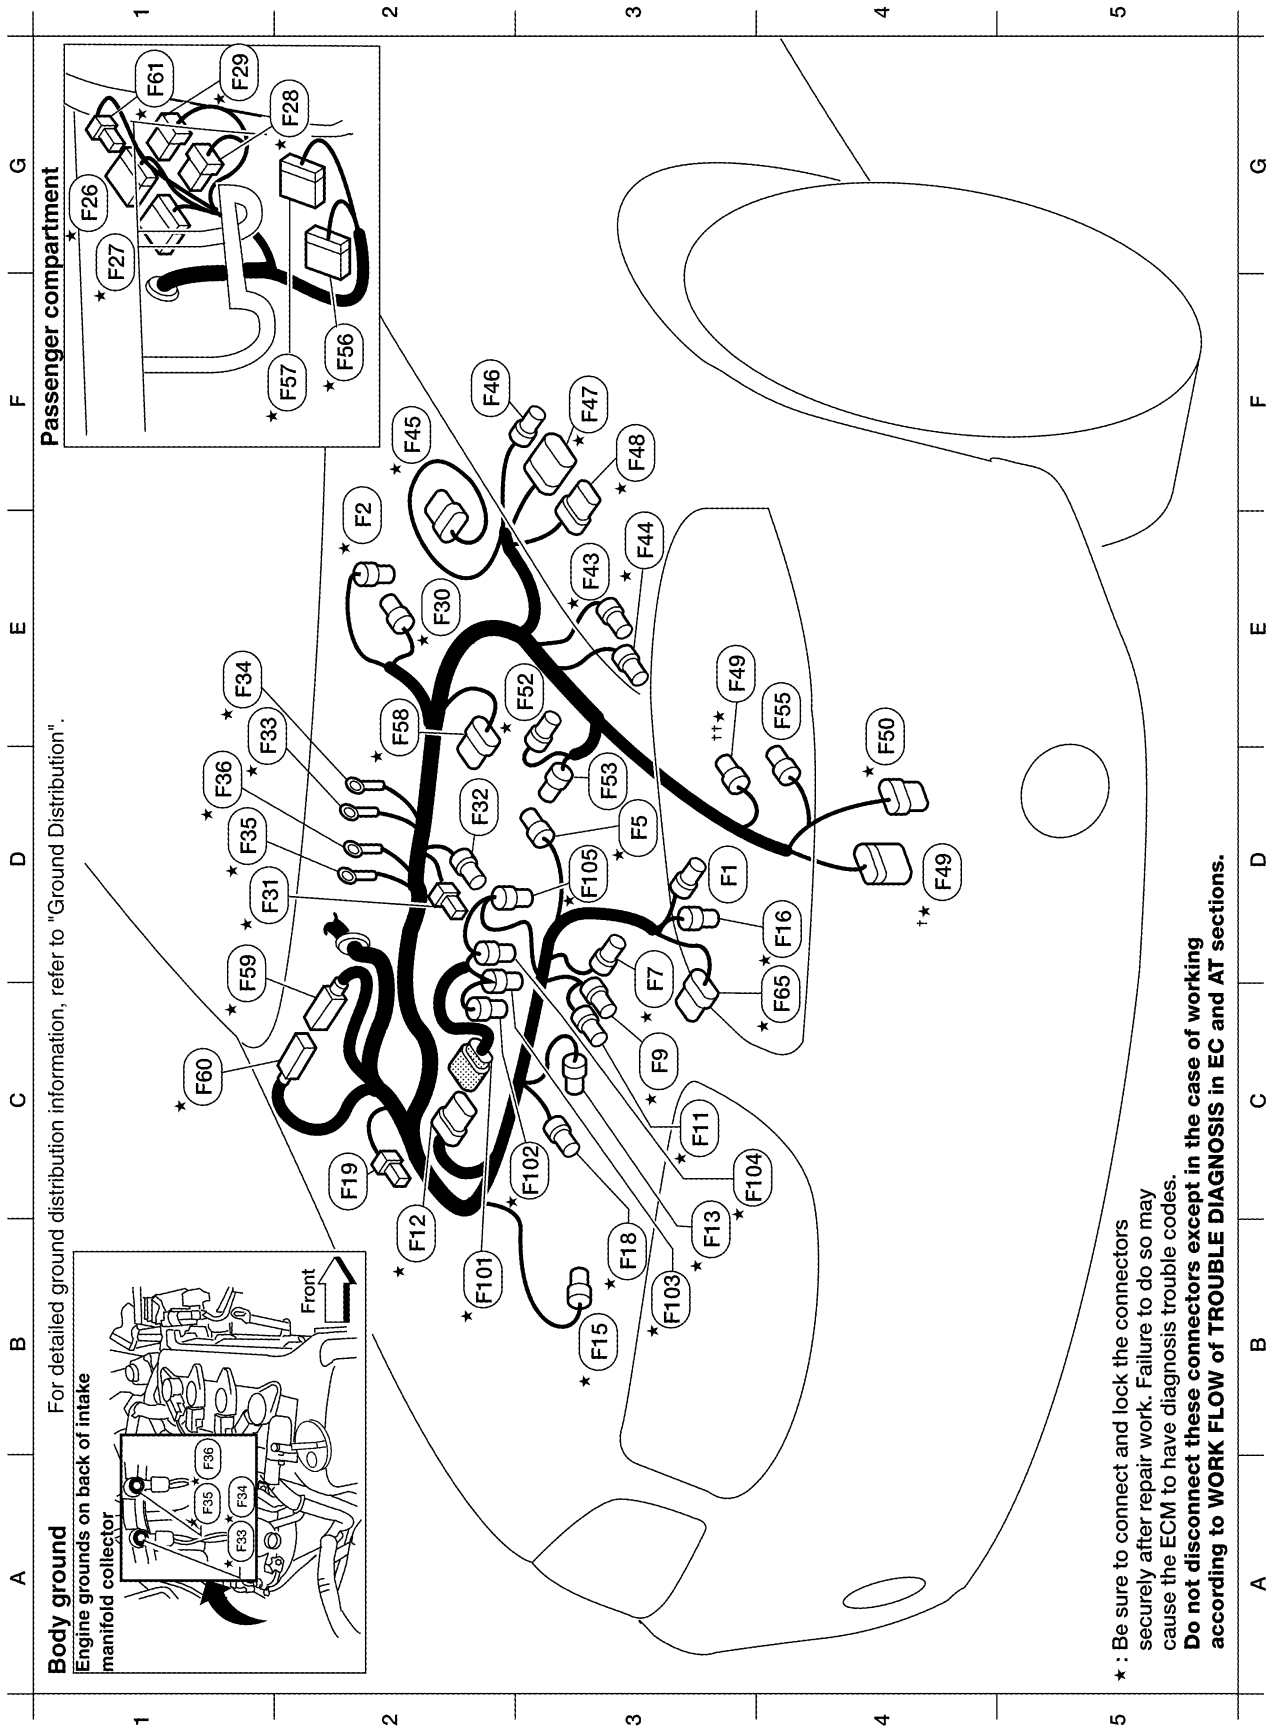 A B C D E F G
1 2 3 4 5
1 2 3 4 5
A B C D E F G
Body ground
For detailed ground distribution information, refer to "Ground Distribution".
Engine grounds on back of intake
manifold collector
★ F36
★ F35
★ F34
★ F33
Front
Passenger compartment
★ F26
★ F61
★ F29
★ F27
★ F28
★ F57
★ F56
★ F60
★ F59
★ F31
★ F35
★ F36
★ F33
★ F34
F19
★ F12
★ F58
★ F30
★ F2
★ F45
F46
★ F101
★ F102
F32
★ F52
★ F47
★ F15
★ F18
★ F103
★ F13
★ F104
★ F11
★ F9
★ F7
★ F105
★ F5
F53
★ F43
★ F44
★ F48
★ F65
★ F16
F1
††★ F49
F55
†★ F49
★ F50
★ : Be sure to connect and lock the connectors
securely after repair work. Failure to do so may
cause the ECM to have diagnosis trouble codes.
Do not disconnect these connectors except in the case of working
according to WORK FLOW of TROUBLE DIAGNOSIS in EC and AT sections.